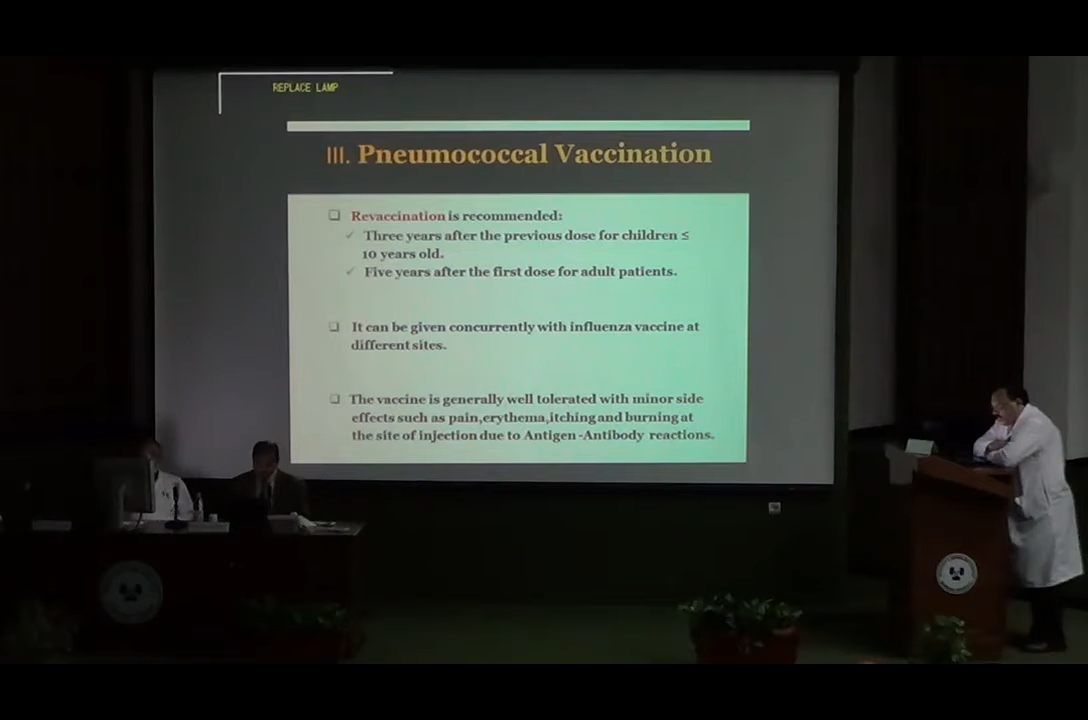 REPLACE LAMP
III. Pneumococcal Vaccination
Revaccination is recommended:
Three years after the previous dose for children ≤
10 years old.
Five years after the first dose for adult patients.
It can be given concurrently with influenza vaccine at
different sites.
The vaccine is generally well tolerated with minor side
effects such as pain,erythema,itching and burning at
the site of injection due to Antigen-Antibody reactions.